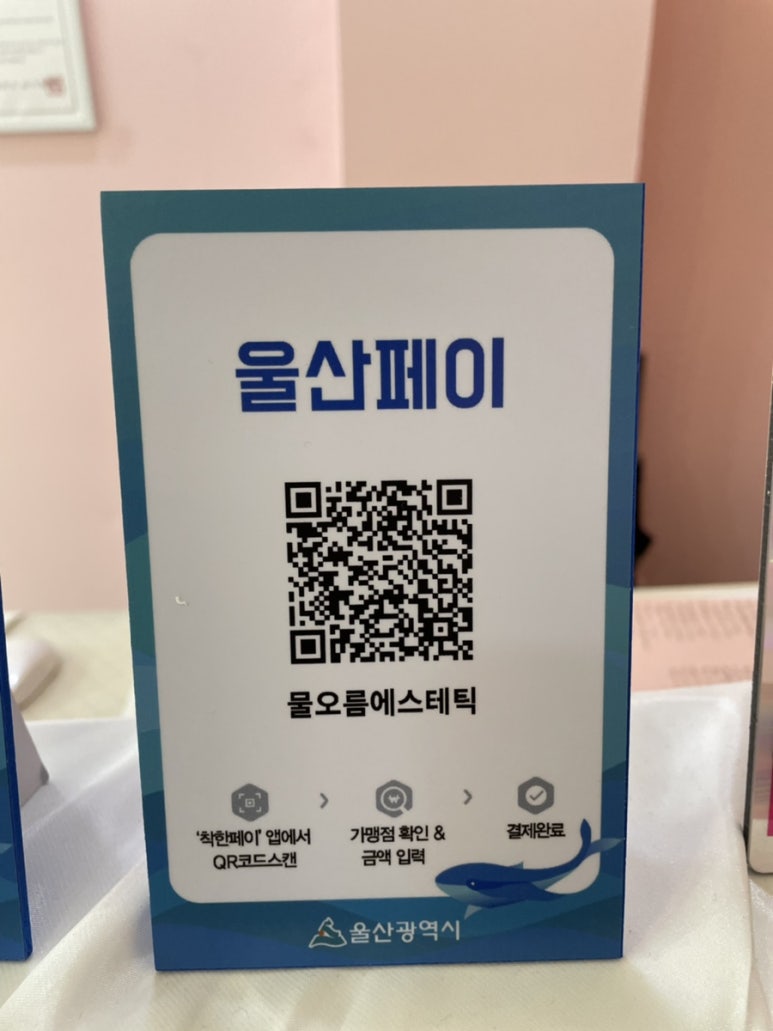 울산페이
물오름에스테틱
'착한페이' 앱에서
QR코드스캔
가맹점 확인 &
금액 입력
결제완료
울산광역시